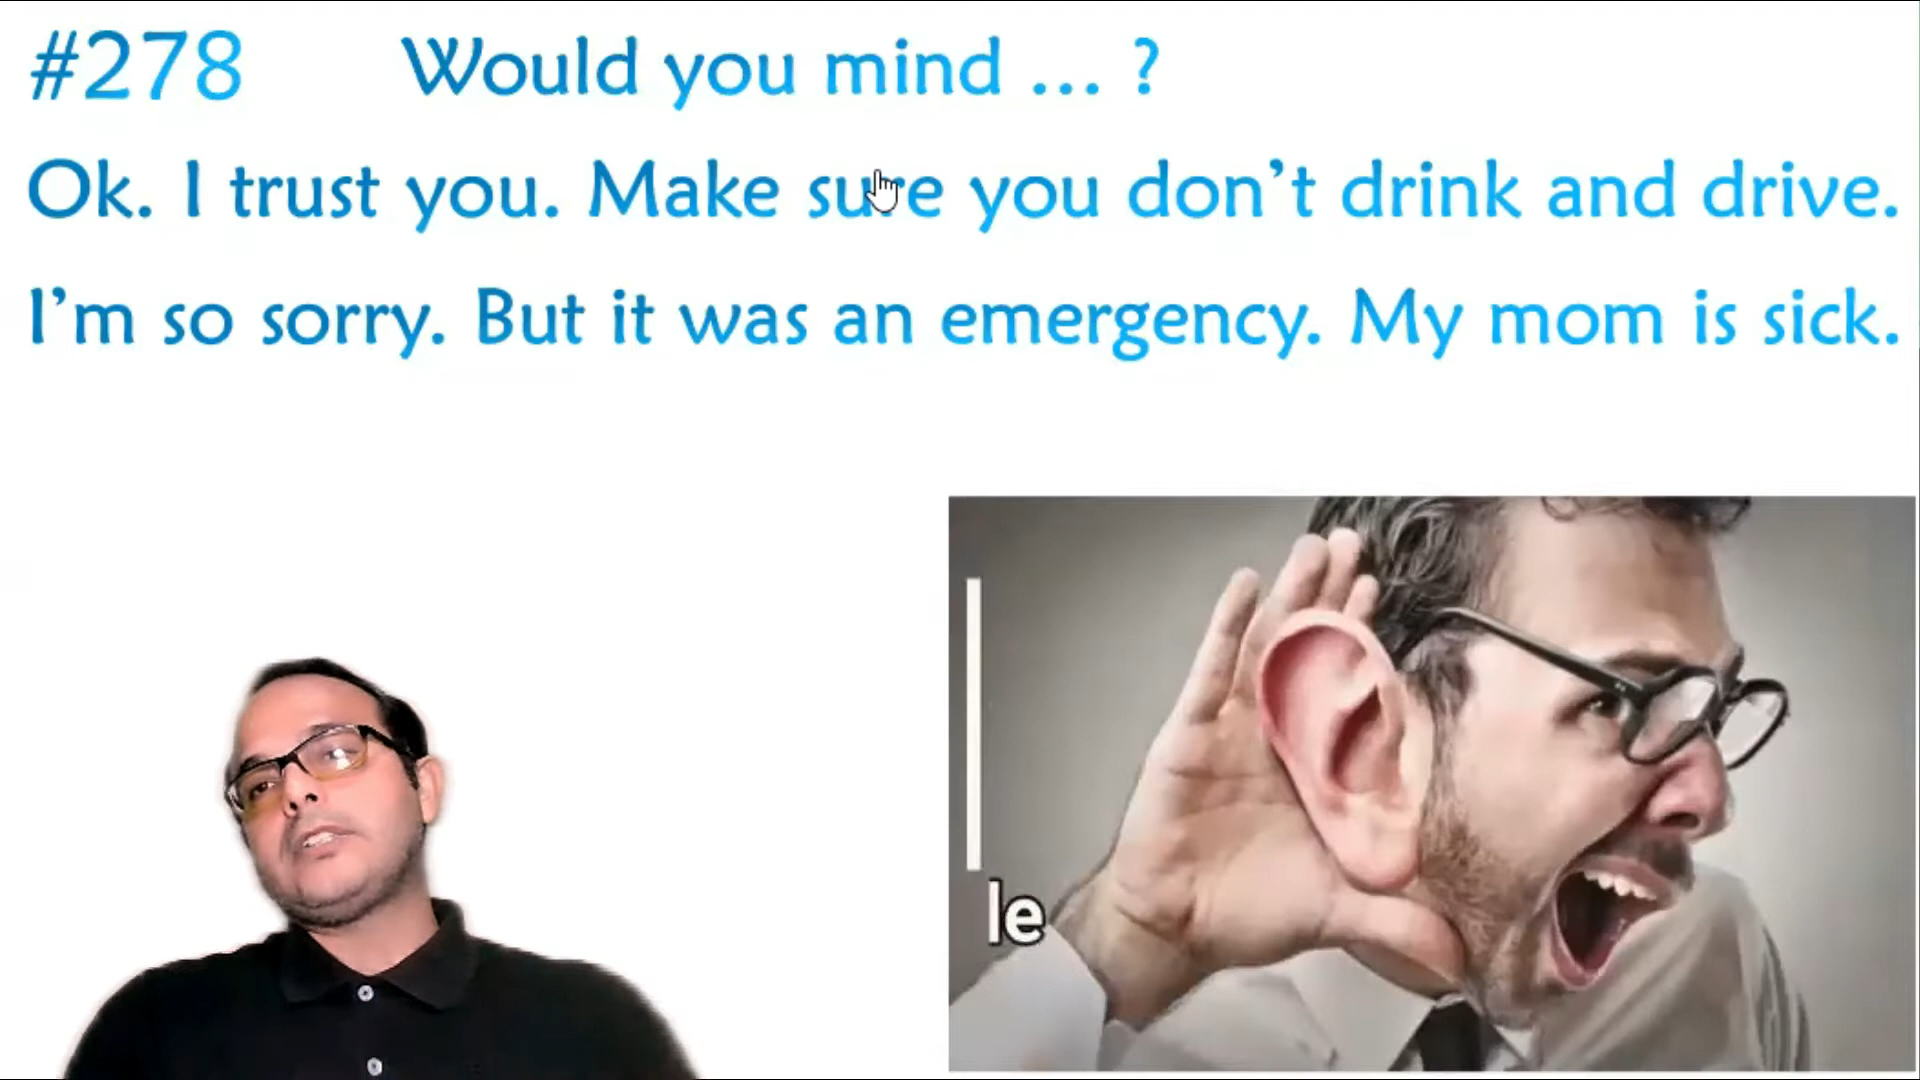 #278 Would you mind ... ?
Ok. I trust you. Make sure you don't drink and drive.
I'm so sorry. But it was an emergency. My mom is sick.
le